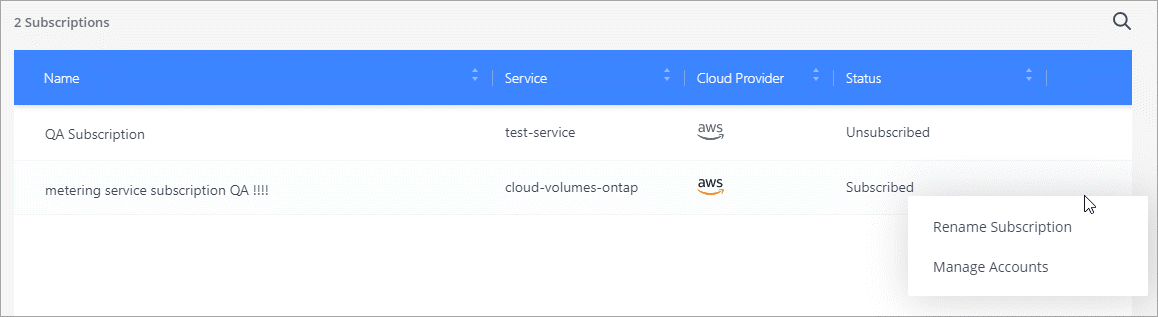 2 Subscriptions
Name Service Cloud Provider Status
QA Subscription test-service aws Unsubscribed
metering service subscription QA !!!! cloud-volumes-ontap aws Subscribed
Rename Subscription
Manage Accounts